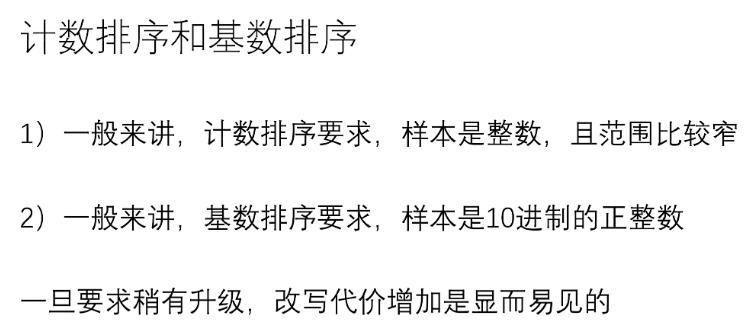 计数排序和基数排序
1）一般来讲，计数排序要求，样本是整数，且范围比较窄
2）一般来讲，基数排序要求，样本是10进制的正整数
一旦要求稍有升级，改写代价增加是显而易见的